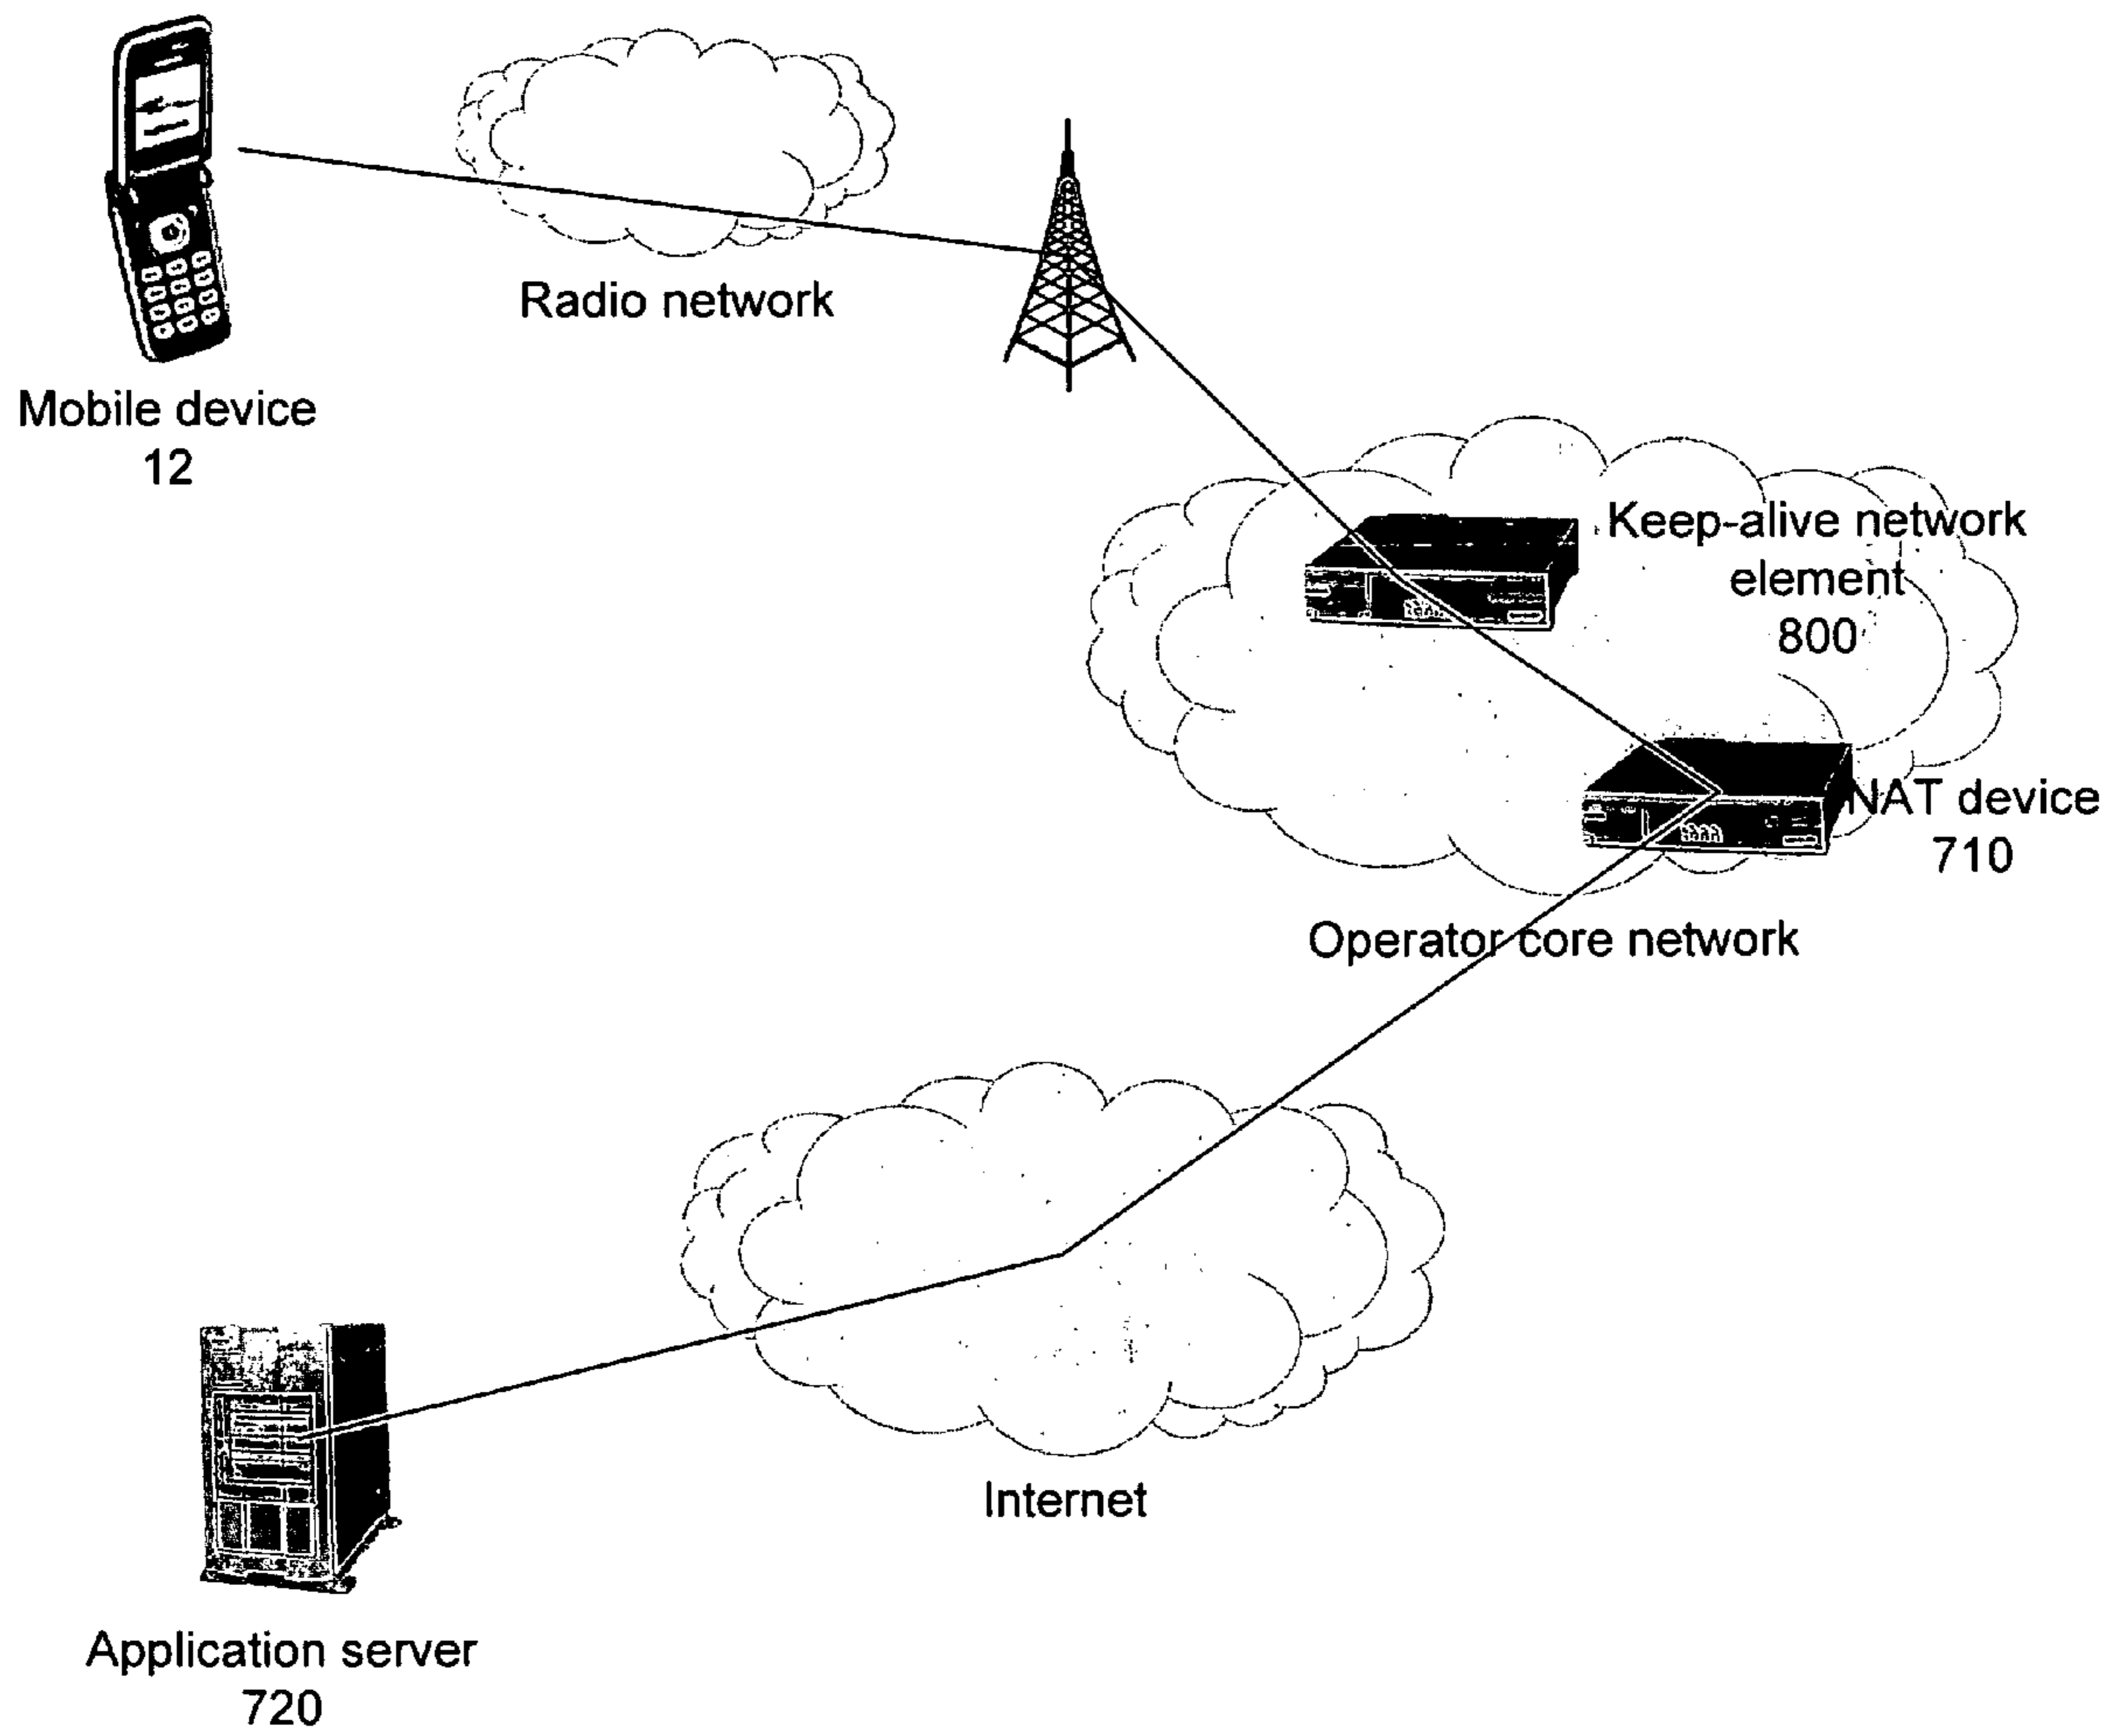 Radio network
Mobile device
12
Keep-alive network
element
800
NAT device
710
Operator core network
Internet
Application server
720